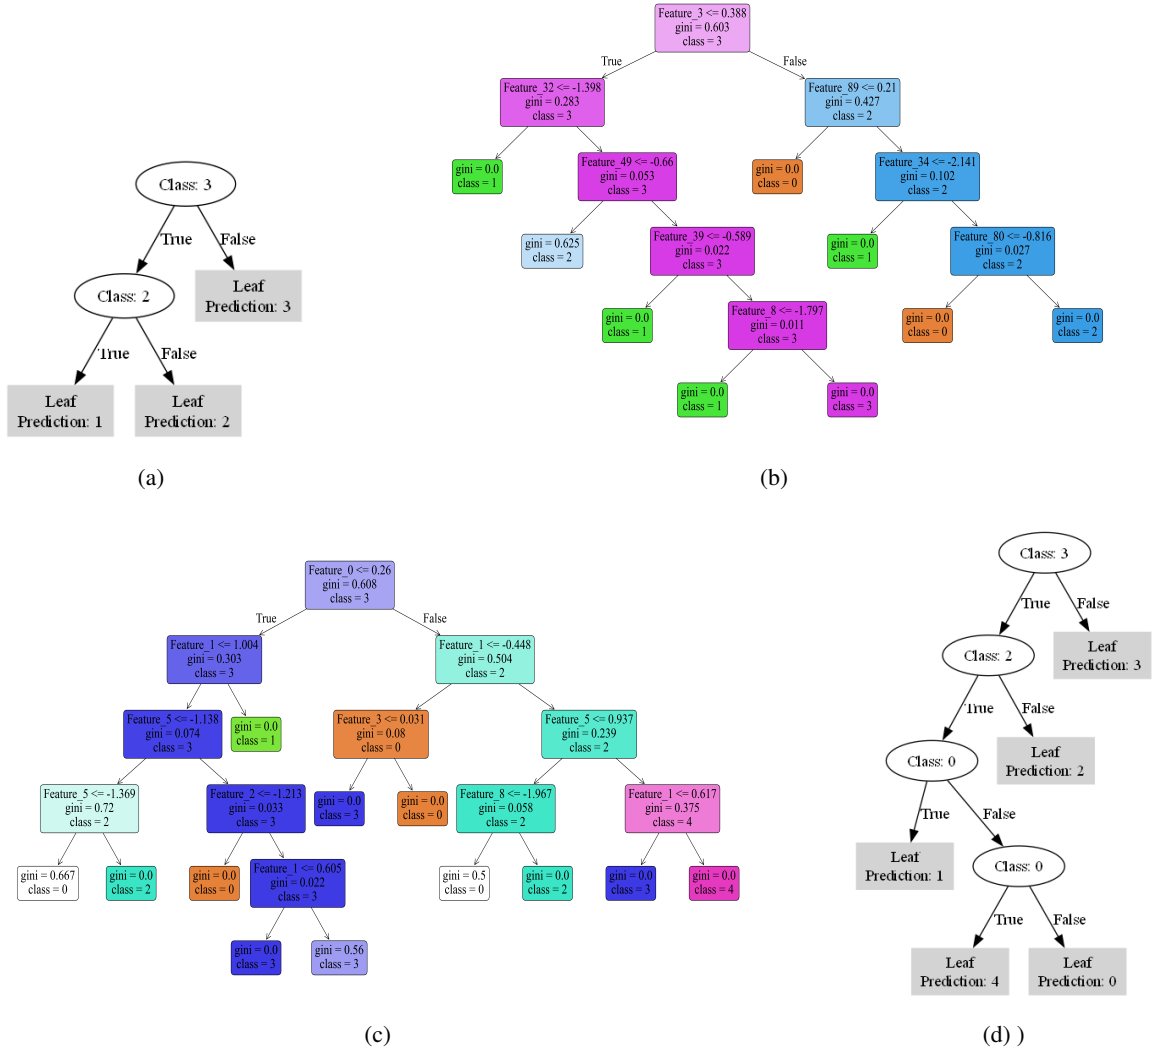 Class: 3
True
False
Class: 2
Leaf
Prediction: 3
True
False
Leaf
Prediction: 1
Leaf
Prediction: 2
(a)
Feature_3 <= 0.388
gini = 0.603
class = 3
True
False
Feature_32 <= -1.398
gini = 0.283
class = 3
Feature_89 <= 0.21
gini = 0.427
class = 2
gini = 0.0
class = 1
Feature_49 <= -0.66
gini = 0.053
class = 3
gini = 0.0
class = 0
Feature_34 <= -2.141
gini = 0.102
class = 2
gini = 0.625
class = 2
Feature_39 <= -0.589
gini = 0.022
class = 3
gini = 0.0
class = 1
Feature_80 <= -0.816
gini = 0.027
class = 2
gini = 0.0
class = 1
Feature_8 <= -1.797
gini = 0.011
class = 3
gini = 0.0
class = 0
gini = 0.0
class = 2
gini = 0.0
class = 1
gini = 0.0
class = 3
(b)
Feature_0 <= 0.26
gini = 0.608
class = 3
True
False
Feature_1 <= 1.004
gini = 0.303
class = 3
Feature_1 <= -0.448
gini = 0.504
class = 2
Feature_5 <= -1.138
gini = 0.074
class = 3
gini = 0.0
class = 1
Feature_3 <= 0.031
gini = 0.08
class = 0
Feature_5 <= 0.937
gini = 0.239
class = 2
Feature_5 <= -1.369
gini = 0.72
class = 2
Feature_2 <= -1.213
gini = 0.033
class = 3
gini = 0.0
class = 3
gini = 0.0
class = 0
Feature_8 <= -1.967
gini = 0.058
class = 2
Feature_1 <= 0.617
gini = 0.375
class = 4
gini = 0.667
class = 0
gini = 0.0
class = 2
gini = 0.0
class = 0
Feature_1 <= 0.605
gini = 0.022
class = 3
gini = 0.5
class = 0
gini = 0.0
class = 2
gini = 0.0
class = 3
gini = 0.0
class = 4
gini = 0.0
class = 3
gini = 0.56
class = 3
(c)
Class: 3
True
False
Class: 2
Leaf
Prediction: 3
True
False
Class: 0
Leaf
Prediction: 2
True
False
Leaf
Prediction: 1
Class: 0
True
False
Leaf
Prediction: 4
Leaf
Prediction: 0
(d) )